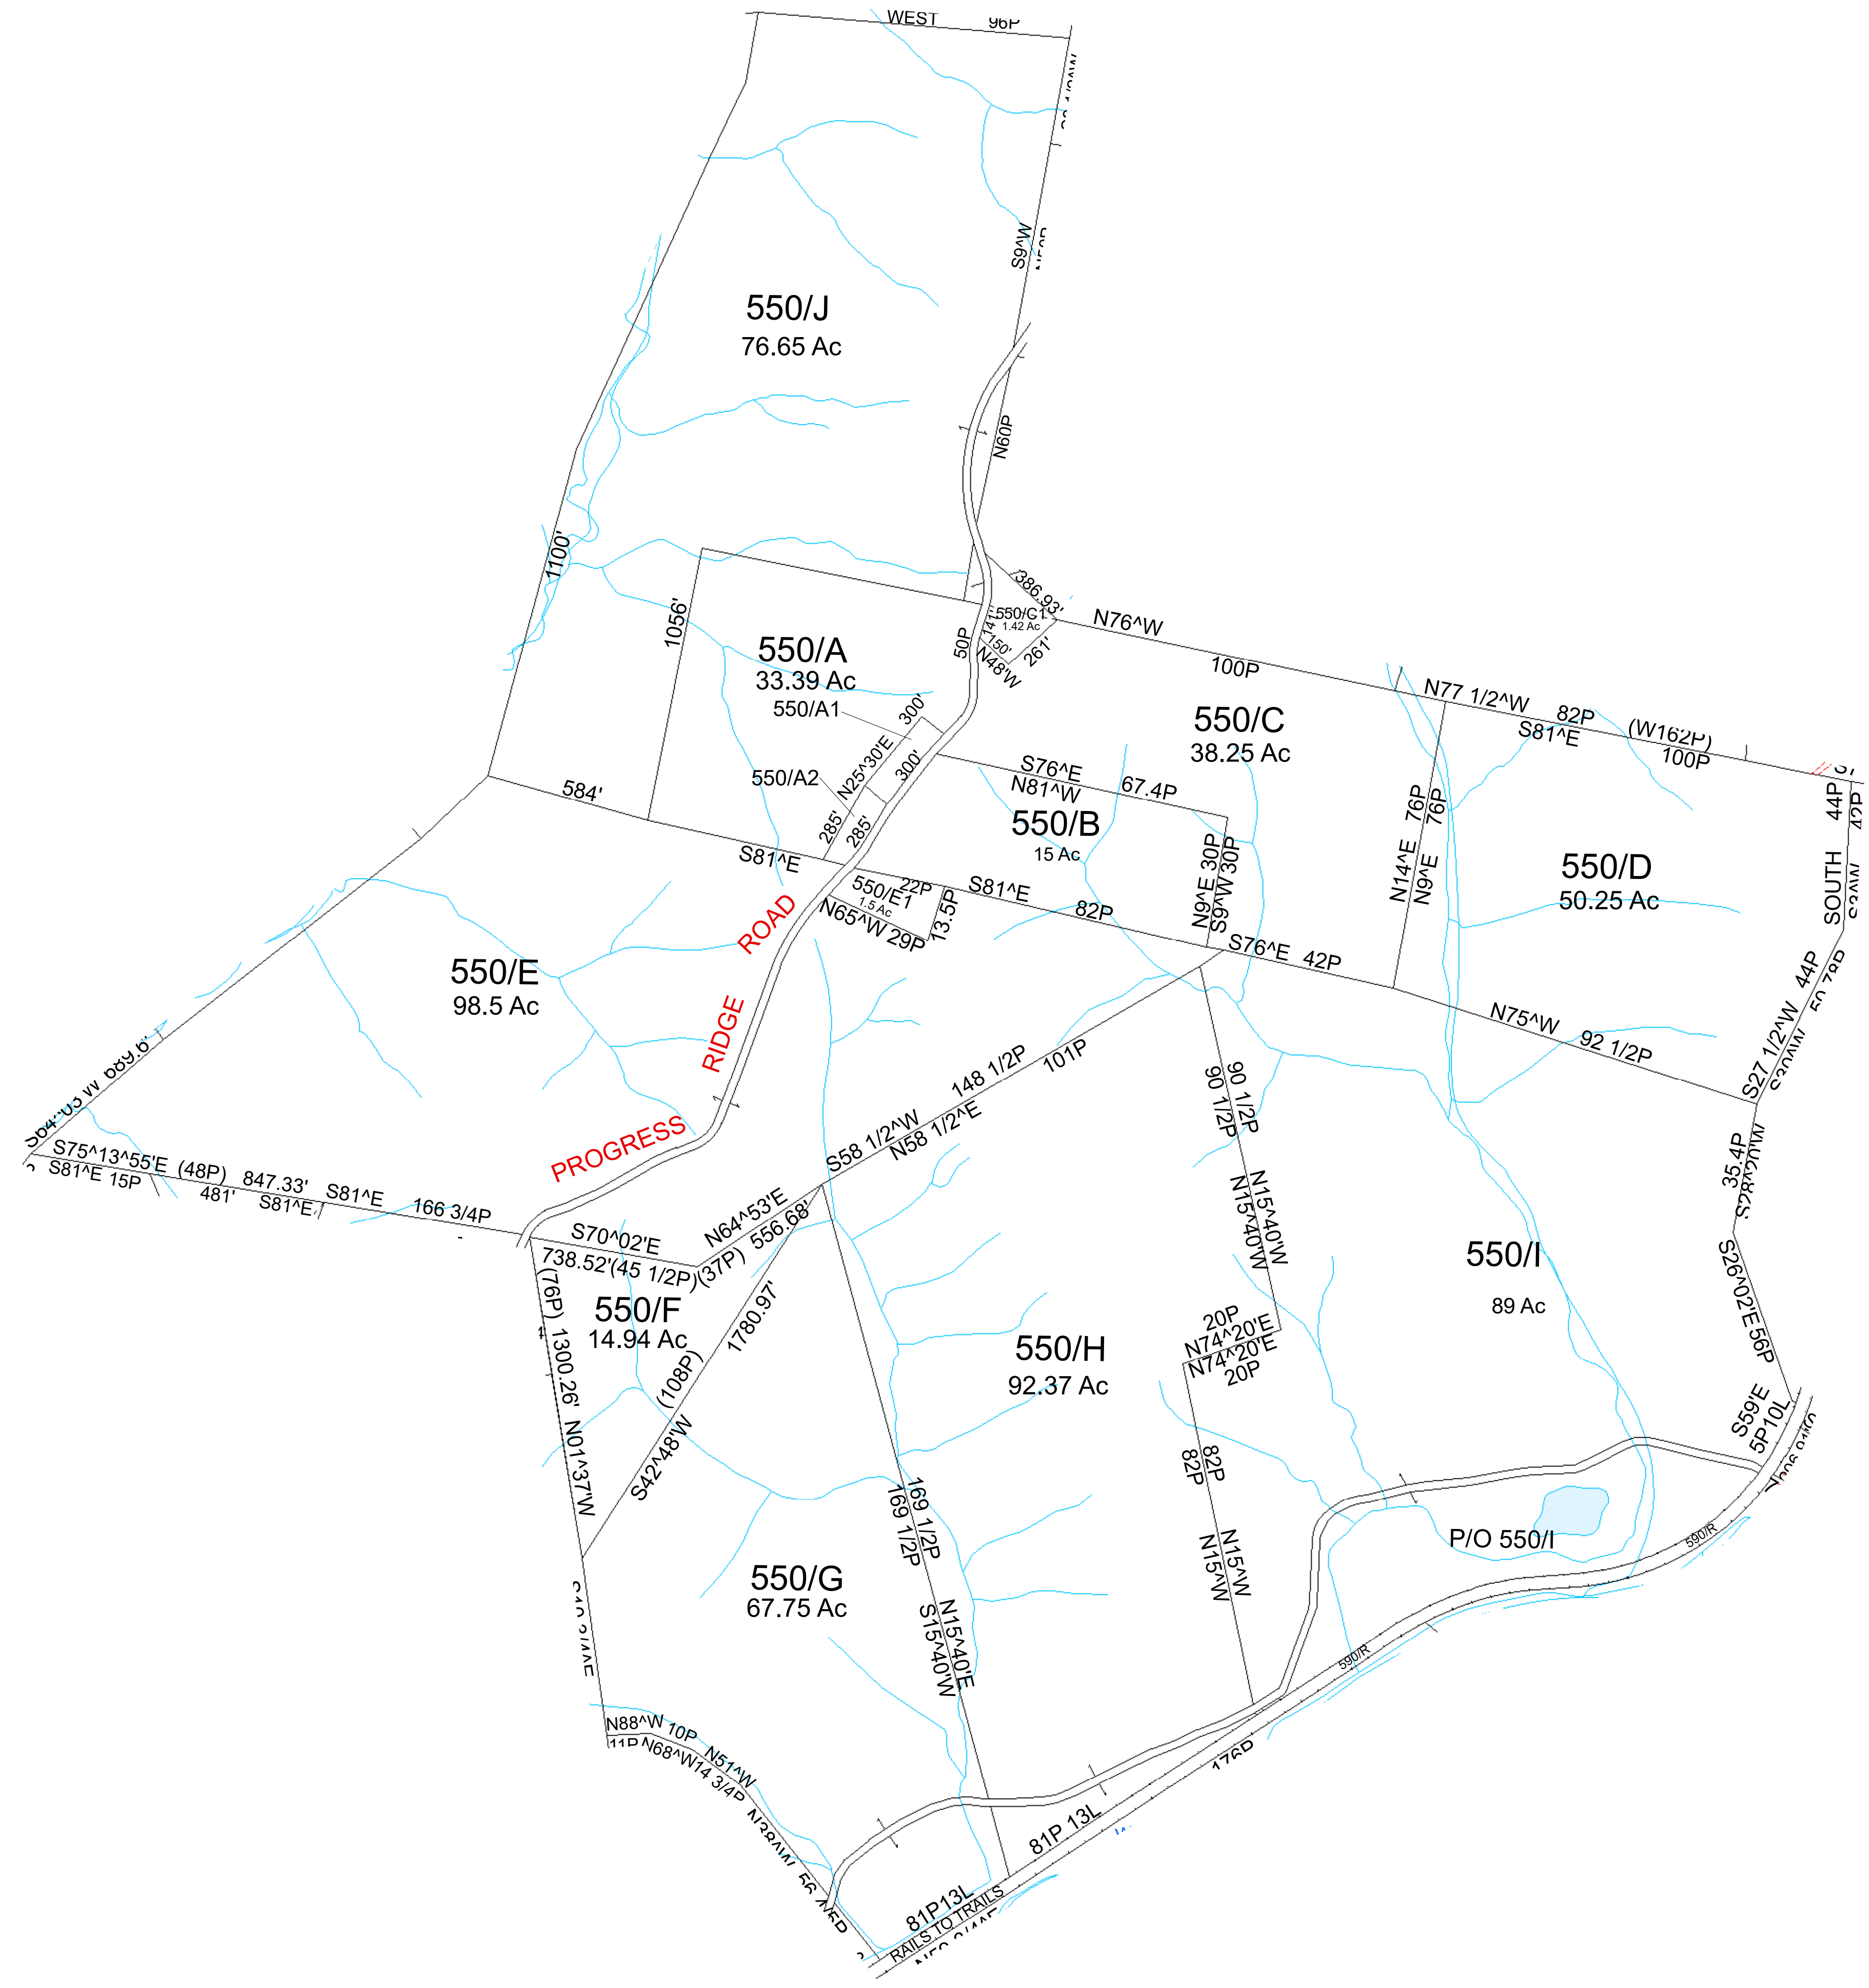 WEST
96P
S9^W
550/J
76.65 Ac
N60P
1100'
1056'
386.93'
550/C1
1.42 Ac
141'
150'
N48'W
261'
50P
N76^W
100P
550/A
33.39 Ac
550/A1
300'
300'
N25^30'E
550/A2
285'
285'
584'
S81^E
N77 1/2^W
82P
(W162P)
S81^E
100P
550/C
38.25 Ac
S76^E
67.4P
N81^W
550/B
15 Ac
N9^E 30P
S9^W 30P
N14^E 76P
N9^E 76P
550/D
50.25 Ac
SOUTH 44P
42P
S27 1/2^W 44P
22P
550/E1
1.5 Ac
N65^W 29P
13.5P
S81^E
82P
S76^E 42P
N75^W 92 1/2P
ROAD
RIDGE
PROGRESS
550/E
98.5 Ac
S75^13^55'E (48P) 847.33'
S81^E 15P
481'
S81^E
S81^E
166 3/4P
148 1/2P
101P
S58 1/2^W
N58 1/2^E
90 1/2P
90 1/2P
N15^40'W
N15^40'W
35.4P
S28^20'W
S26^02'E 56P
550/I
89 Ac
S70^02'E
738.52'(45 1/2P)
N64^53'E
(37P) 556.68'
550/F
14.94 Ac
(76P) 1300.26' N01^37'W
1780.97'
(108P)
S42^48'W
550/H
92.37 Ac
20P
N74^20'E
N74^20'E
20P
82P
82P
N15^W
N15^W
S59'E
5P10L
169 1/2P
169 1/2P
N15^40'E
S15^40'W
P/O 550/I
590/R
590/R
550/G
67.75 Ac
N88^W 10P
11P
N68^W 14 3/4P
N51^W
N38^W
176P
81P 13L
81P13L
RAILS TO TRAILS